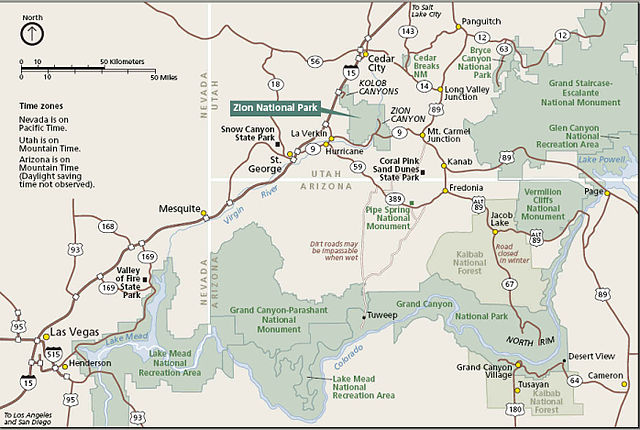 North
0
50 Kilometers
0
50 Miles
Time zones
Nevada is on
Pacific Time.
Utah is on
Mountain Time.
Arizona is on
Mountain Time
(Daylight saving
time not observed).
To Salt
Lake City
Panguitch
143
12
63
12
56
Cedar
City
Cedar
Breaks
NM
Bryce
Canyon
National
Park
15
KOLOB
CANYONS
14
Long Valley
Junction
89
Grand Staircase-
Escalante
National Monument
18
NEVADA
UTAH
Zion National Park
ZION
CANYON
Snow Canyon
State Park
La Verkin
9
Mt. Carmel
Junction
Glen Canyon
National
Recreation Area
9
Hurricane
St.
George
Coral Pink
Sand Dunes
State Park
Kanab
Lake Powell
UTAH
ARIZONA
59
59
Fredonia
389
Vermilion
Cliffs
National
Monument
Page
Mesquite
Virgin
River
Pipe Spring
National
Monument
ALT
89
Jacob
Lake
ALT
89
168
93
169
Dirt roads may
be impassable
when wet
Road
closed
in winter
Kaibab
National
Forest
NEVADA
ARIZONA
Valley
of Fire
State
Park
169
67
89
95
Las Vegas
515
Lake Mead
Grand Canyon-Parashant
National
Monument
Tuweep
Grand Canyon
National Park
NORTH RIM
Henderson
Lake Mead
National
Recreation Area
Colorado
Desert View
Grand Canyon
Village
15
95
Lake Mead
National
Recreation Area
Tusayan
64
Cameron
Kaibab
National
Forest
To Los Angeles
and San Diego
93
180